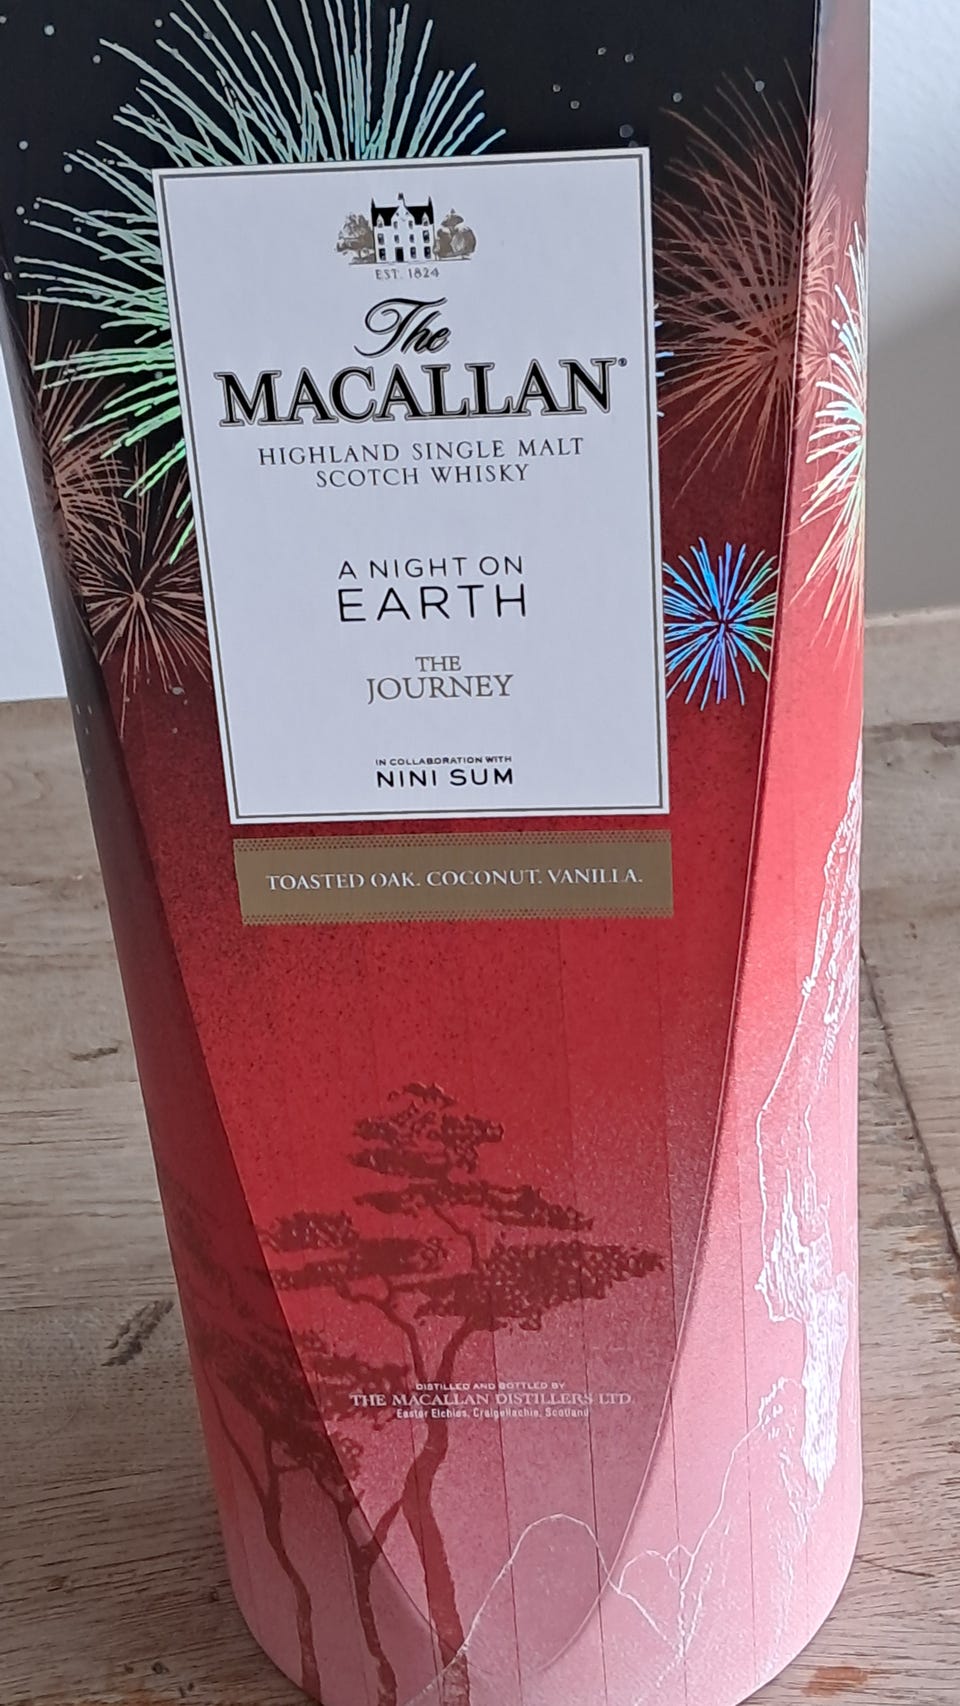 EST. 1824
The
MACALLAN®
HIGHLAND SINGLE MALT
SCOTCH WHISKY
A NIGHT ON
EARTH
THE
JOURNEY
IN COLLABORATION WITH
NINI SUM
TOASTED OAK. COCONUT. VANILLA.
DISTILLED AND BOTTLED BY
THE MACALLAN DISTILLERS LTD
Easter Elchies, Craigellachie, Scotland